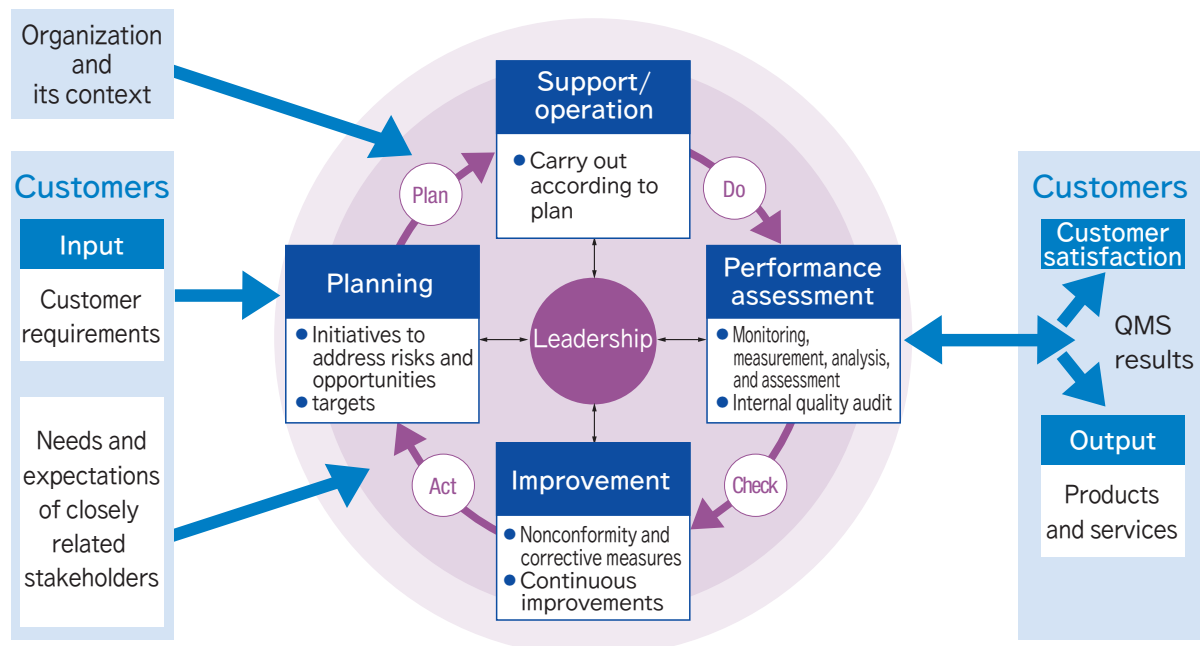 Organization
and
its context
Customers
Input
Customer
requirements
Needs and
expectations
of closely
related
stakeholders
Plan
Support/
operation
● Carry out
according to
plan
Do
Planning
● Initiatives to
address risks and
opportunities
● targets
Leadership
Performance
assessment
● Monitoring,
measurement, analysis,
and assessment
● Internal quality audit
Act
Improvement
● Nonconformity and
corrective measures
● Continuous
improvements
Check
Customers
Customer
satisfaction
QMS
results
Output
Products
and services